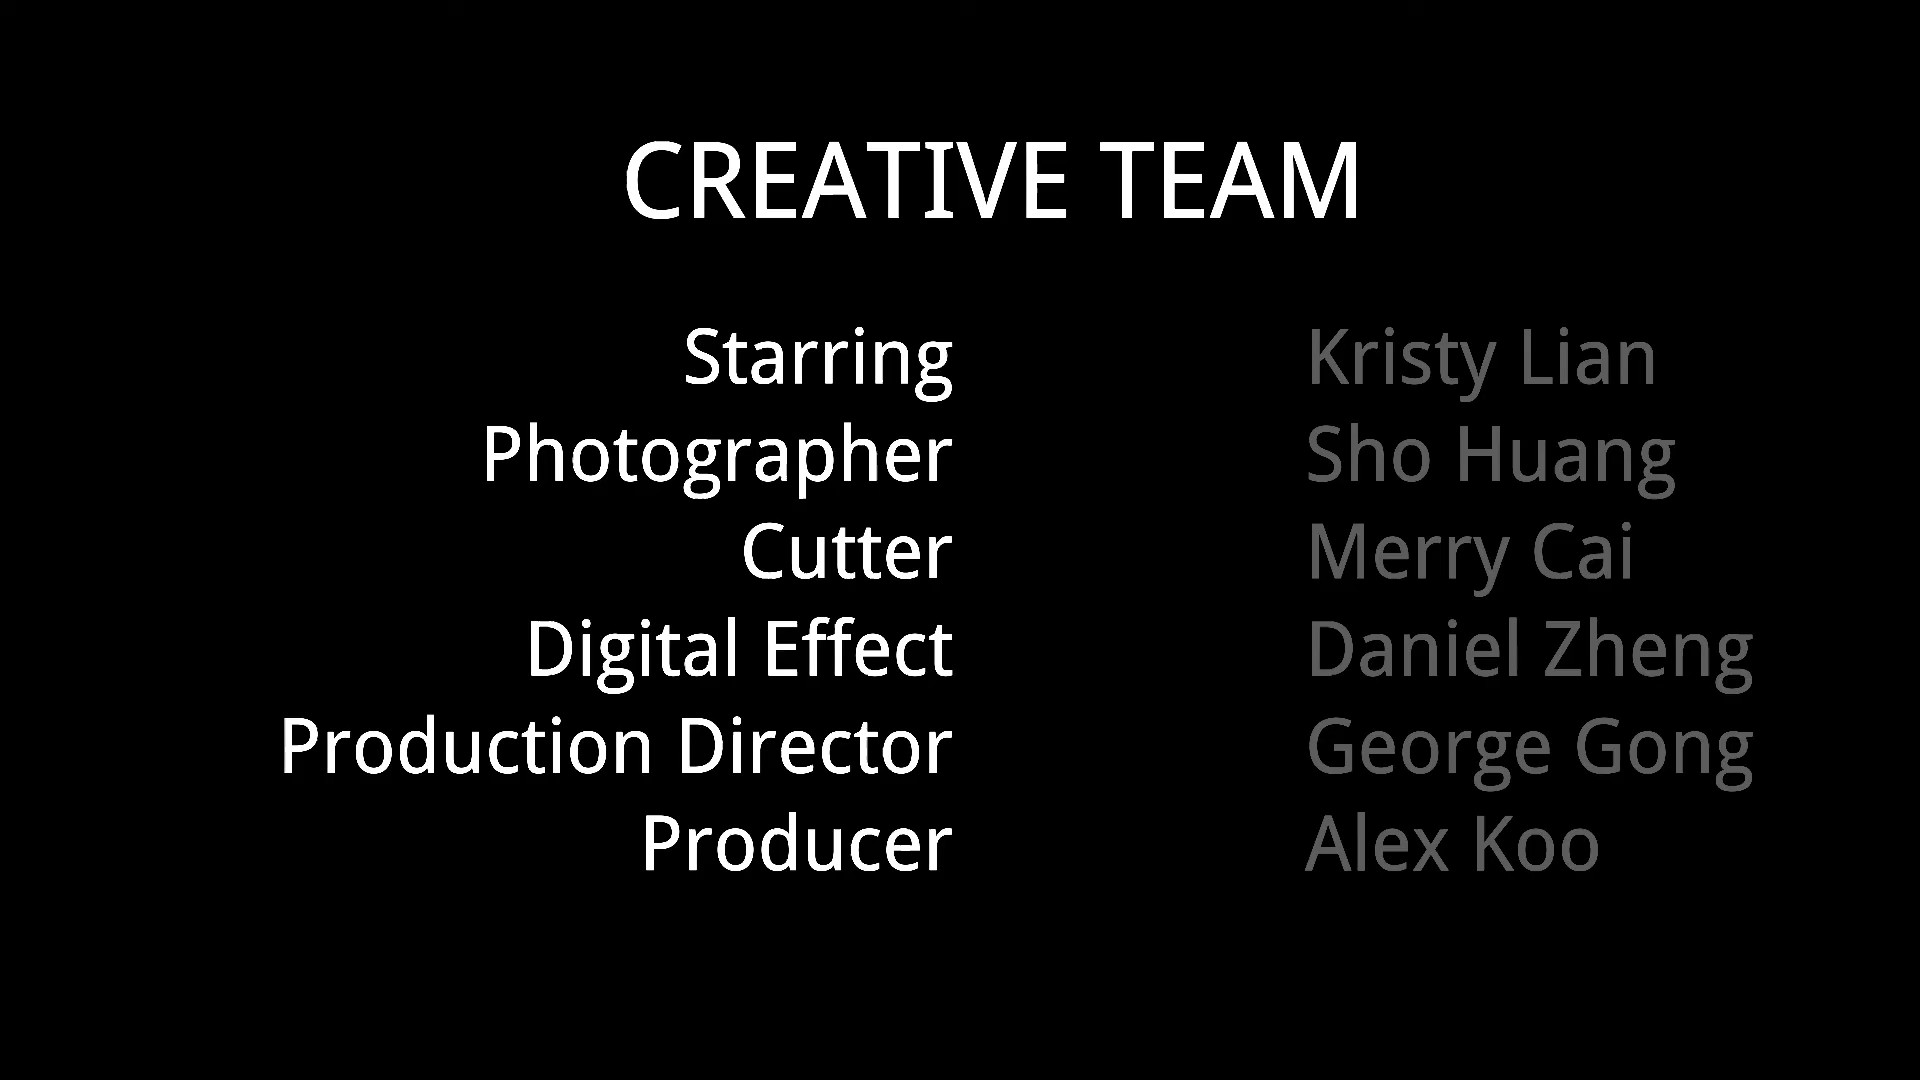 CREATIVE TEAM
Starring Kristy Lian
Photographer Sho Huang
Cutter Merry Cai
Digital Effect Daniel Zheng
Production Director George Gong
Producer Alex Koo